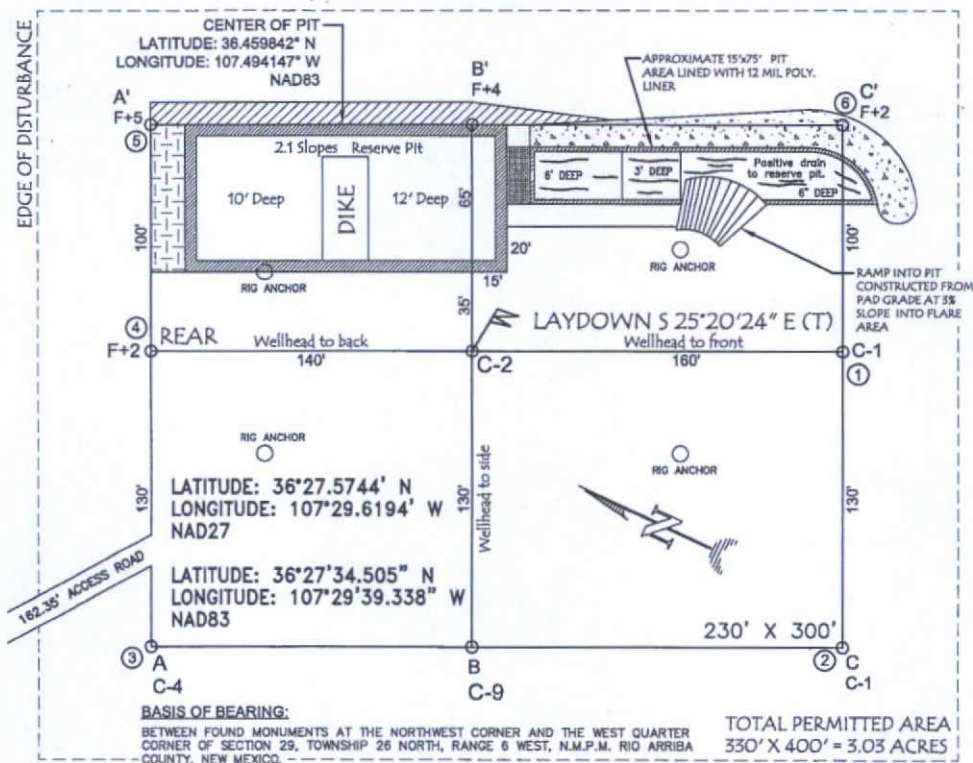 EDGE OF DISTURBANCE
CENTER OF PIT
LATITUDE: 36.459842° N
LONGITUDE: 107.494147° W
NAD83
APPROXIMATE 15'x75' PIT
AREA LINED WITH 12 MIL POLY.
LINER
A'
F+5
5
B'
F+4
6
C'
F+2
2.1 Slopes Reserve Pit
10' Deep
DIKE
12' Deep
65'
6' DEEP
3' DEEP
Positive drain
to reserve pit.
6" DEEP
100'
20'
15'
35'
100'
RIG ANCHOR
RIG ANCHOR
RAMP INTO PIT
CONSTRUCTED FROM
PAD GRADE AT 3%
SLOPE INTO FLARE
AREA
4
F+2
REAR
Wellhead to back
140'
C-2
LAYDOWN S 25°20'24" E (T)
Wellhead to front
160'
C-1
1
RIG ANCHOR
RIG ANCHOR
130'
130'
Wellhead to side
130'
LATITUDE: 36°27.5744' N
LONGITUDE: 107°29.6194' W
NAD27
N
LATITUDE: 36°27'34.505" N
LONGITUDE: 107°29'39.338" W
NAD83
162.35' ACCESS ROAD
230' X 300'
3
A
C-4
B
C-9
2
C
C-1
BASIS OF BEARING:
BETWEEN FOUND MONUMENTS AT THE NORTHWEST CORNER AND THE WEST QUARTER
CORNER OF SECTION 29, TOWNSHIP 26 NORTH, RANGE 6 WEST, N.M.P.M. RIO ARRIBA
COUNTY, NEW MEXICO.
TOTAL PERMITTED AREA
330' X 400' = 3.03 ACRES